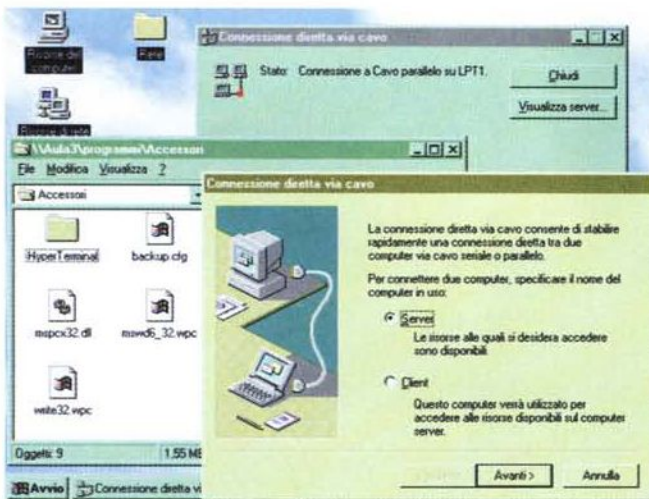 Risorse del
computer
Rete
Risorse di rete
Connessione diretta via cavo
Stato: Connessione a Cavo parallelo su LPT1.
Chiudi
Visualizza server...
\\Aula3\programmi\Accessori
File Modifica Visualizza ?
Accessori
HyperTerminal
backup.cfg
mspcx32.dll
mswd6_32.wpc
write32.wpc
Oggetti: 9
Connessione diretta via cavo
La connessione diretta via cavo consente di stabilire
rapidamente una connessione diretta tra due
computer via cavo seriale o parallelo.
Per connettere due computer, specificare il nome del
computer in uso:
Server
Le risorse alle quali si desidera accedere
sono disponibili.
Client
Questo computer verrà utilizzato per
accedere alle risorse disponibili sul computer
server.
Avanti >
Annulla
Avvio
Connessione diretta vi